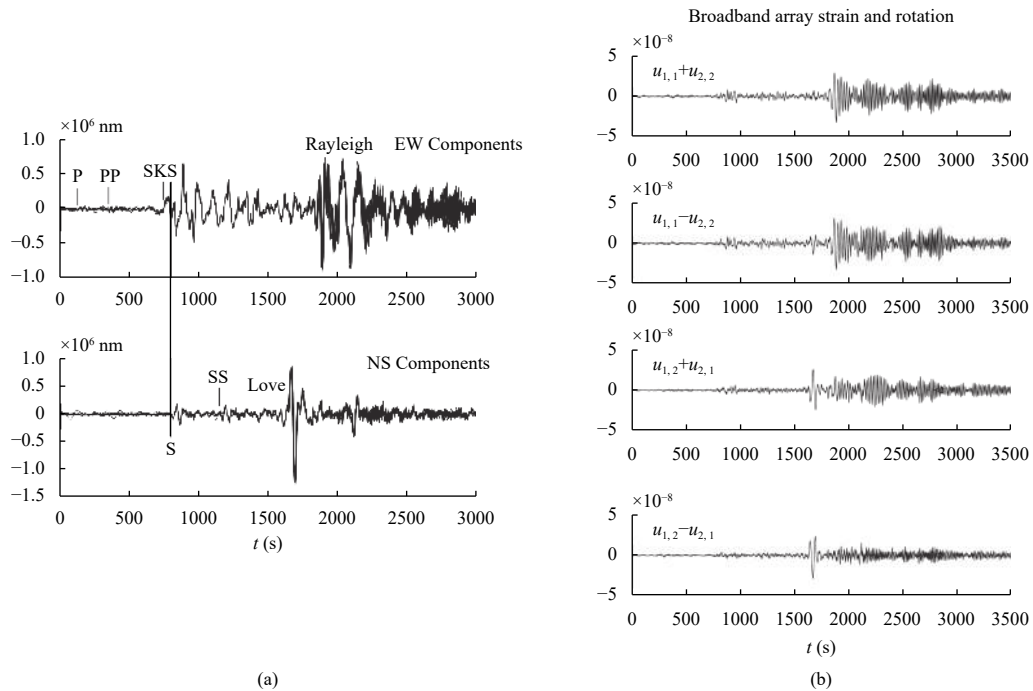 ×10⁶ nm
1.0
0.5
0
−0.5
−1.0
P
PP
SKS
Rayleigh
EW Components
0 500 1000 1500 2000 2500 3000
×10⁶ nm
1.0
0.5
0
−0.5
−1.0
−1.5
SS
Love
NS Components
S
0 500 1000 1500 2000 2500 3000
t (s)
(a)
Broadband array strain and rotation
×10⁻⁸
5
0
−5
u1, 1+u2, 2
0 500 1000 1500 2000 2500 3000 3500
×10⁻⁸
5
0
−5
u1, 1−u2, 2
0 500 1000 1500 2000 2500 3000 3500
×10⁻⁸
5
0
−5
u1, 2+u2, 1
0 500 1000 1500 2000 2500 3000 3500
×10⁻⁸
5
0
−5
u1, 2−u2, 1
0 500 1000 1500 2000 2500 3000 3500
t (s)
(b)